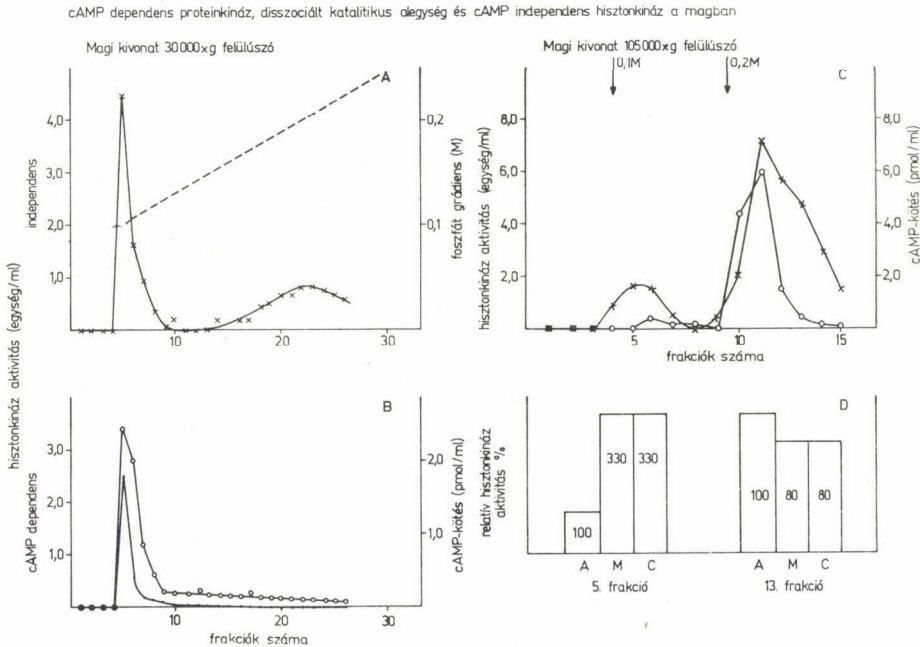 cAMP dependens proteinkináz, disszociált katalitikus alegység és cAMP independens hisztonkináz a magban
Magi kivonat 30000xg felülúszó
A
4,0
3,0
2,0
1,0
independens
0,2
0,1
foszfát grádiens (M)
10
20
30
hisztonkináz aktivitás (egység/ml)
B
3,0
2,0
1,0
cAMP dependens
2,0
1,0
cAMP-kötés (pmol/ml)
10
20
30
frakciók száma
Magi kivonat 105000xg felülúszó
0,1M
0,2M
C
8,0
6,0
4,0
2,0
hisztonkináz aktivitás (egység/ml)
8,0
6,0
4,0
2,0
cAMP-kötés (pmol/ml)
5
10
15
frakciók száma
D
relatív hisztonkináz
aktivitás %
100
330
330
100
80
80
A M C
A M C
5. frakció
13. frakció